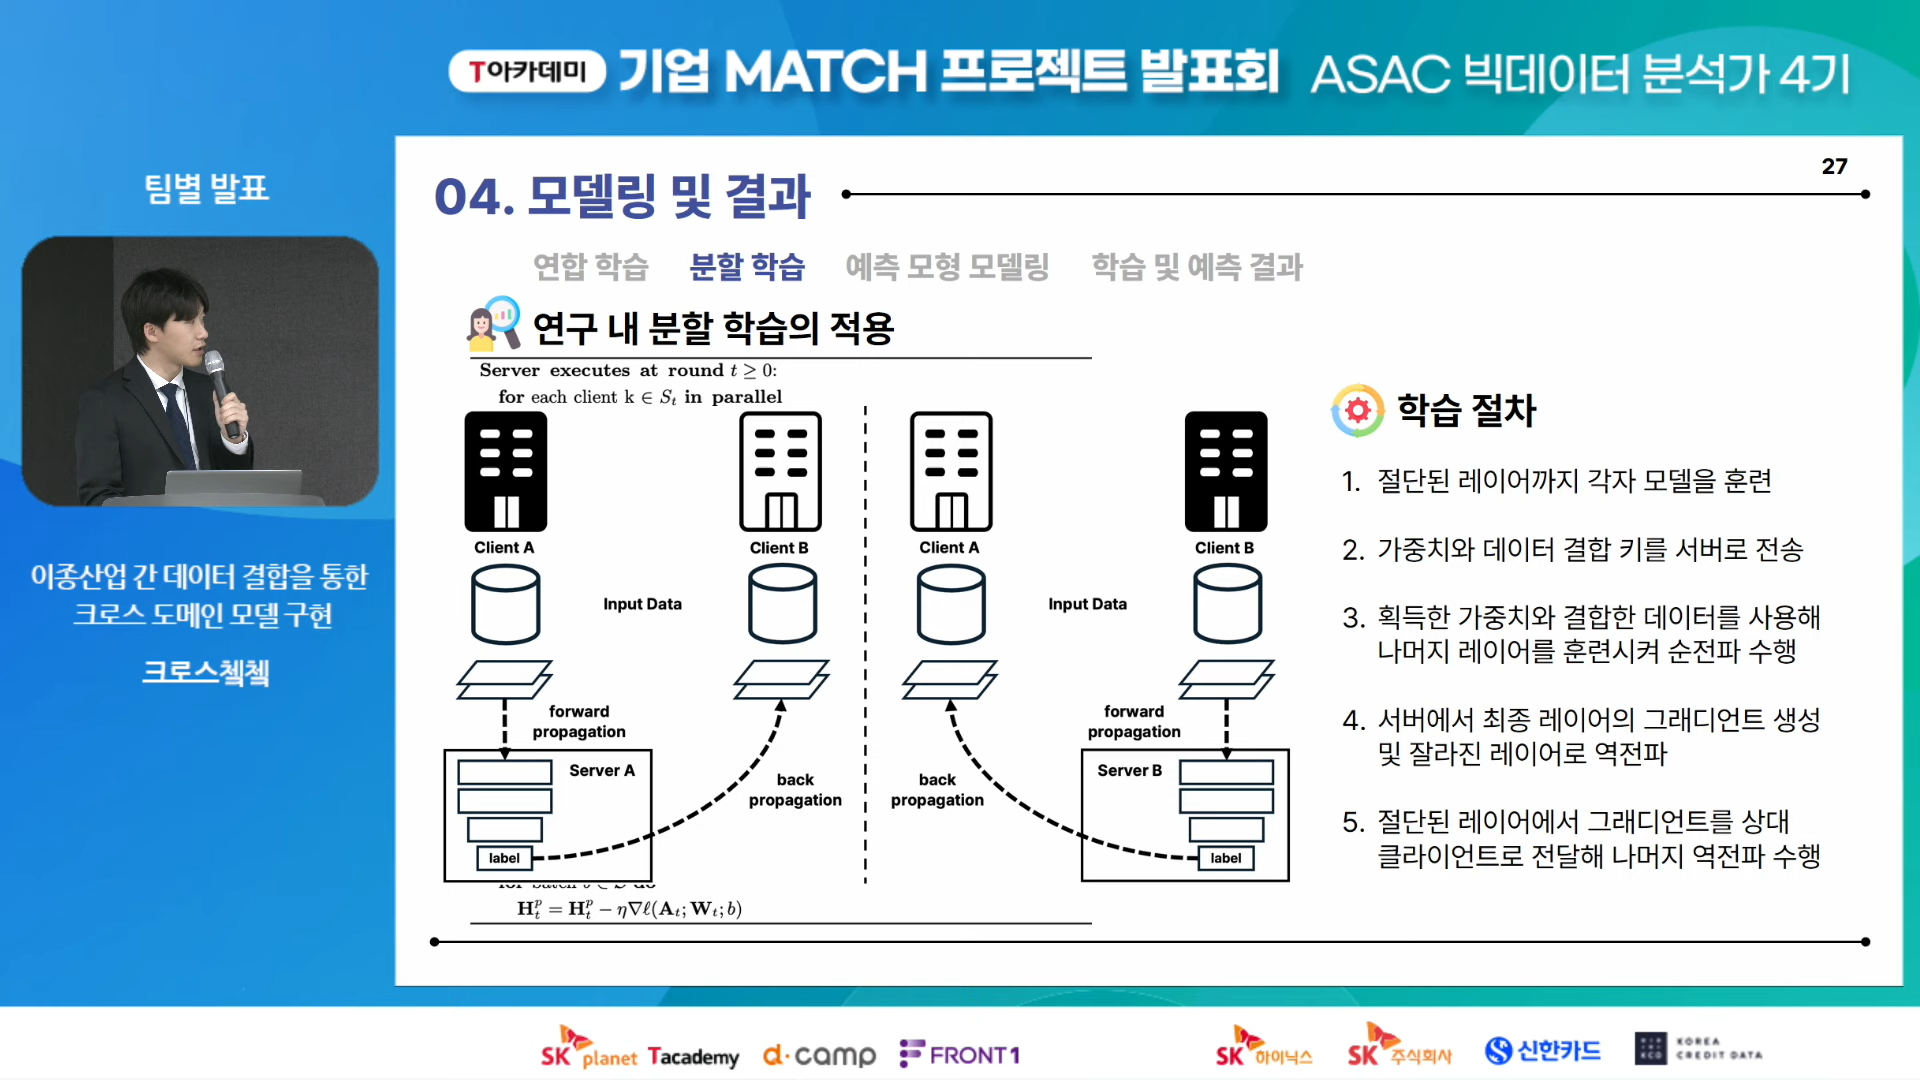 T아카데미 기업 MATCH 프로젝트 발표회 ASAC 빅데이터 분석가 4기
팀별 발표
이종산업 간 데이터 결합을 통한
크로스 도메인 모델 구현
크로스첵첵
27
04. 모델링 및 결과
연합 학습 분할 학습 예측 모형 모델링 학습 및 예측 결과
연구 내 분할 학습의 적용
Server executes at round t ≥ 0:
for each client k ∈ S_t in parallel
Client A
Client B
Client A
Client B
Input Data
Input Data
forward
propagation
forward
propagation
Server A
Server B
back
propagation
back
propagation
label
label
H_t^p = H_t^p − η∇ℓ(A_t; W_t; b)
학습 절차
1. 절단된 레이어까지 각자 모델을 훈련
2. 가중치와 데이터 결합 키를 서버로 전송
3. 획득한 가중치와 결합한 데이터를 사용해
나머지 레이어를 훈련시켜 순전파 수행
4. 서버에서 최종 레이어의 그래디언트 생성
및 잘라진 레이어로 역전파
5. 절단된 레이어에서 그래디언트를 상대
클라이언트로 전달해 나머지 역전파 수행
SK planet Tacademy d·camp FRONT1
SK 하이닉스 SK 주식회사 신한카드 KOREA
CREDIT DATA